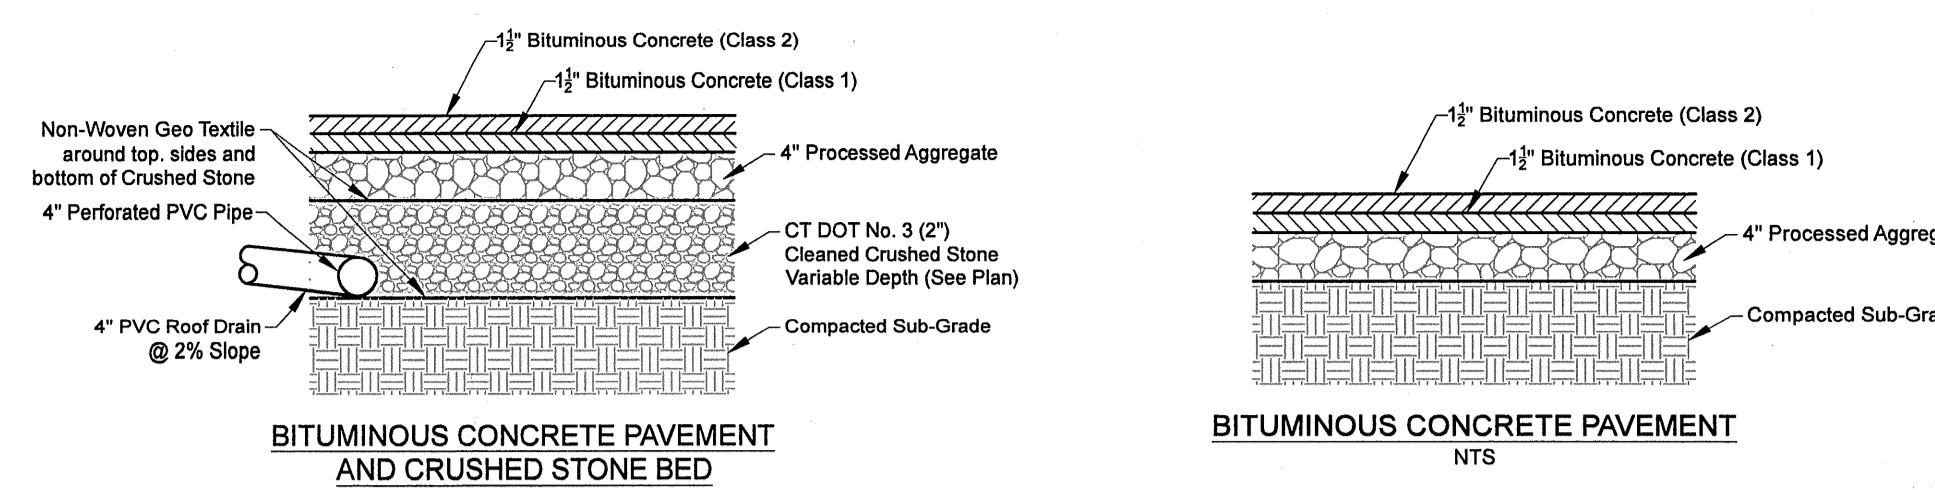 1½" Bituminous Concrete (Class 2)
1½" Bituminous Concrete (Class 1)
Non-Woven Geo Textile
around top. sides and
bottom of Crushed Stone
4" Processed Aggregate
4" Perforated PVC Pipe
CT DOT No. 3 (2")
Cleaned Crushed Stone
Variable Depth (See Plan)
4" PVC Roof Drain
@ 2% Slope
Compacted Sub-Grade
BITUMINOUS CONCRETE PAVEMENT
AND CRUSHED STONE BED
1½" Bituminous Concrete (Class 2)
1½" Bituminous Concrete (Class 1)
4" Processed
Compacted
BITUMINOUS CONCRETE PAVEMENT
NTS